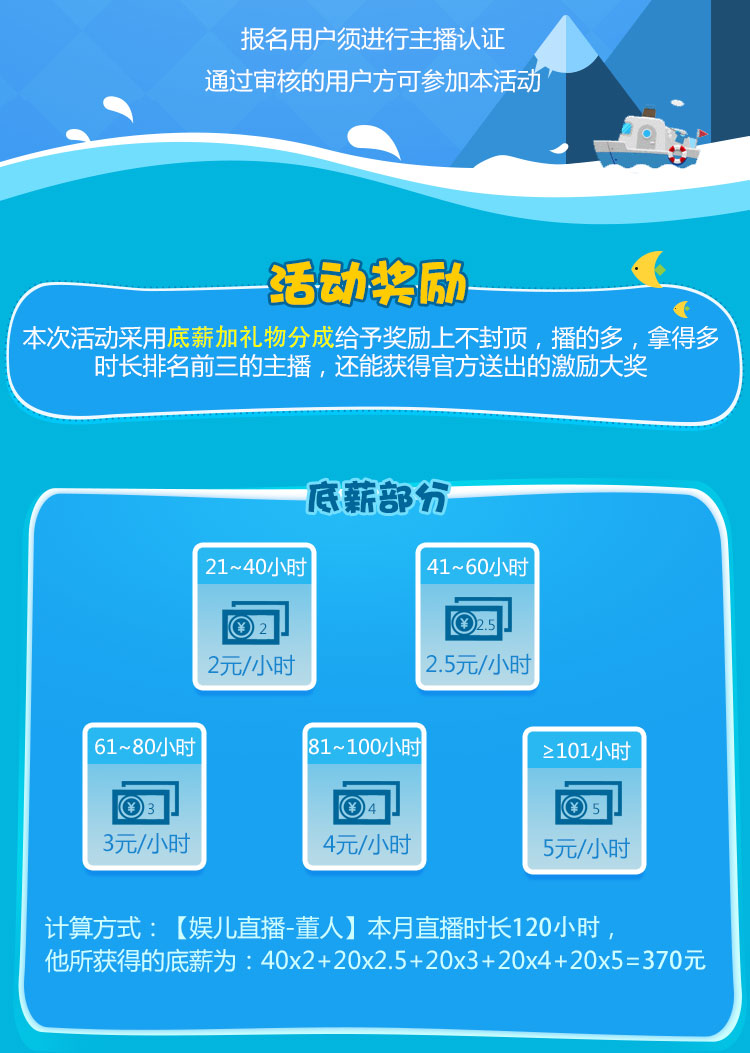 报名用户须进行主播认证
通过审核的用户方可参加本活动
活动奖励
本次活动采用底薪加礼物分成给予奖励上不封顶，播的多，拿得多
时长排名前三的主播，还能获得官方送出的激励大奖
底薪部分
21~40小时
¥ 2
2元/小时
41~60小时
¥ 2.5
2.5元/小时
61~80小时
¥ 3
3元/小时
81~100小时
¥ 4
4元/小时
≥101小时
¥ 5
5元/小时
计算方式：【娱儿直播-董人】本月直播时长120小时，
他所获得的底薪为：40x2+20x2.5+20x3+20x4+20x5=370元